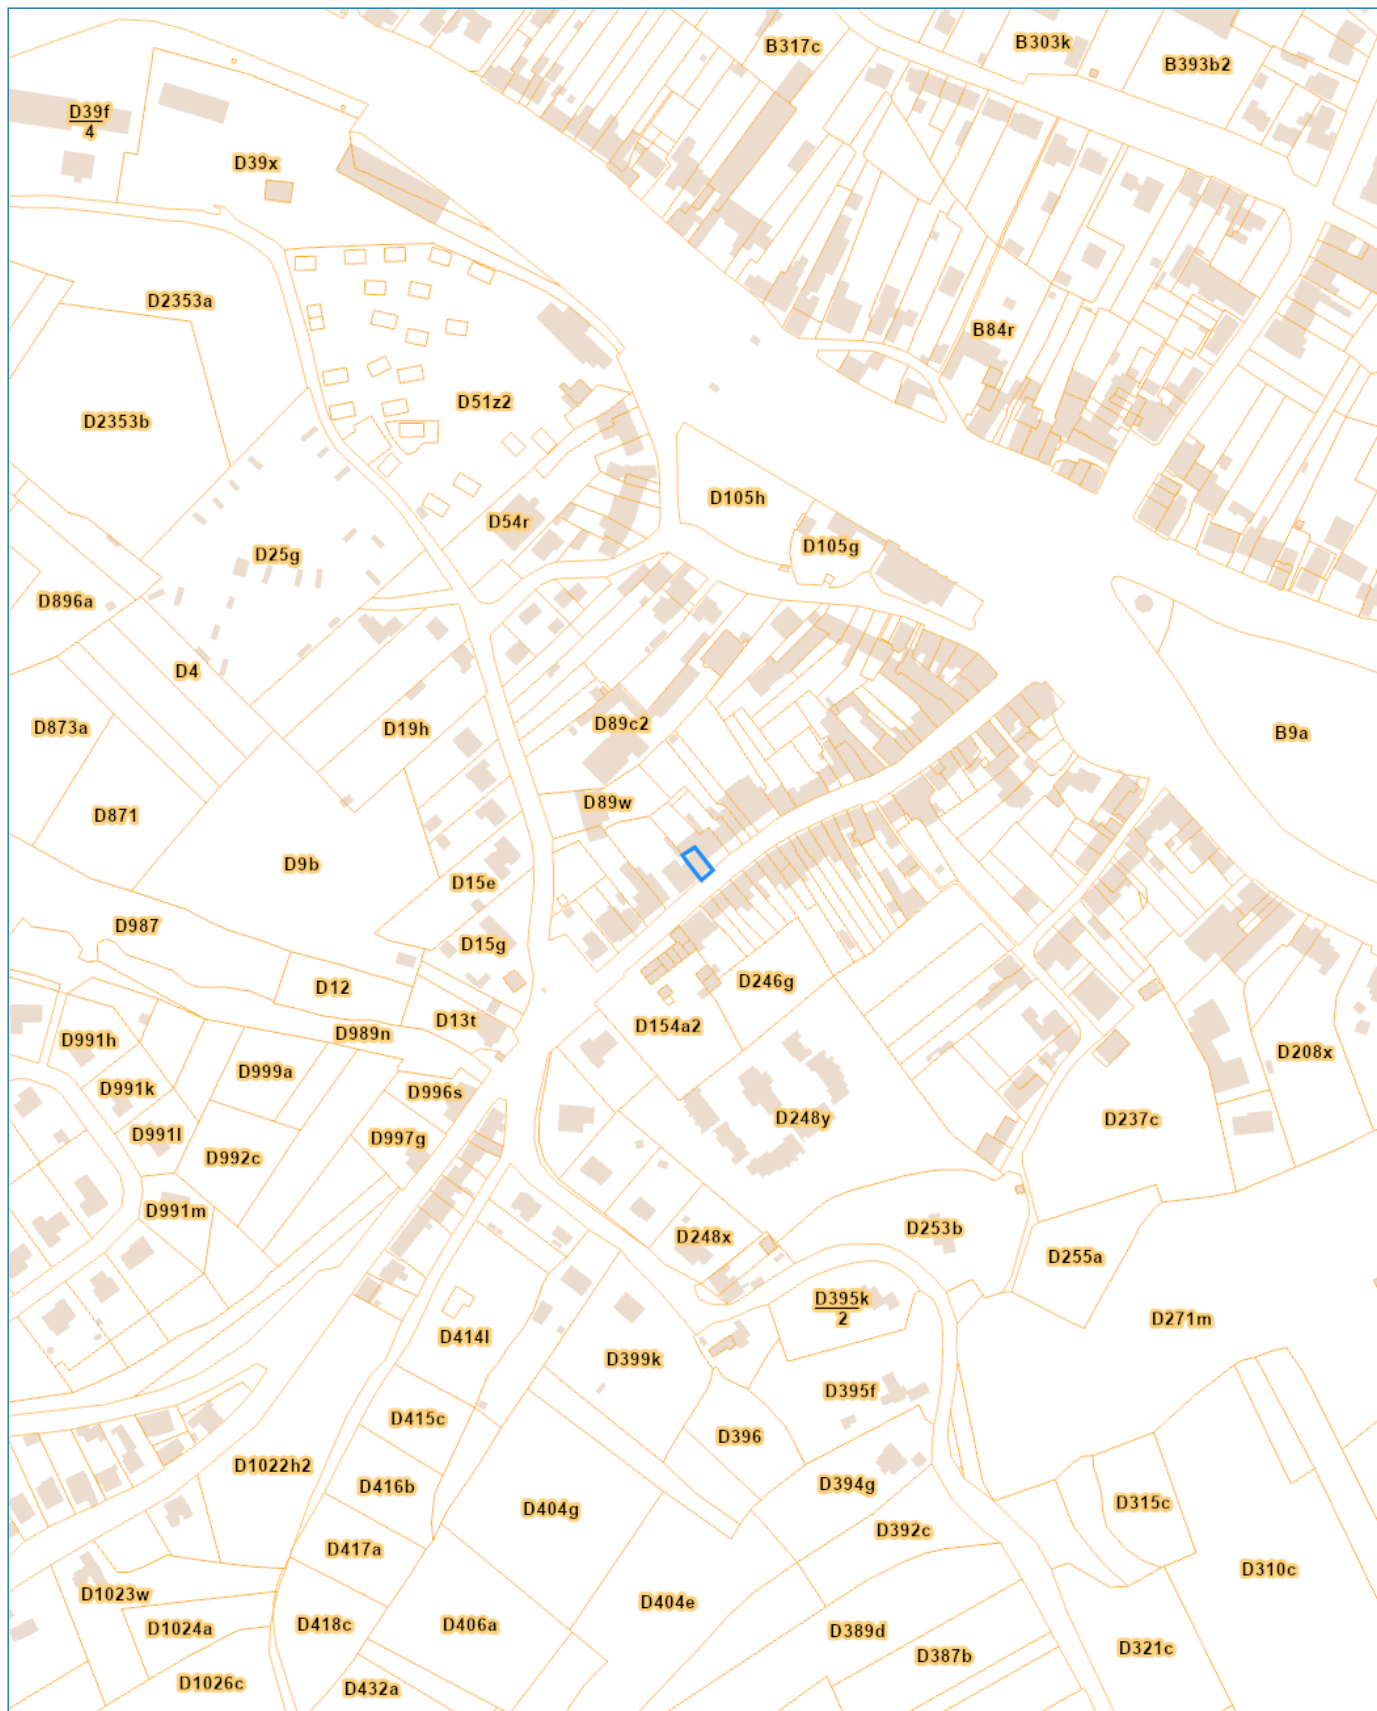 B317c
B303k
B393b2
D39f
4
D39x
D2353a
B84r
D51z2
D2353b
D105h
D54r
D105g
D25g
D896a
D4
D89c2
D873a
D19h
B9a
D89w
D871
D9b
D15e
D987
D15g
D246g
D12
D13t
D154a2
D989n
D991h
D208x
D999a
D991k
D996s
D248y
D237c
D991l
D997g
D992c
D991m
D253b
D248x
D255a
D395k
2
D271m
D414l
D399k
D395f
D415c
D396
D1022h2
D416b
D394g
D315c
D404g
D392c
D417a
D310c
D1023w
D404e
D418c
D406a
D1024a
D389d
D321c
D387b
D1026c
D432a